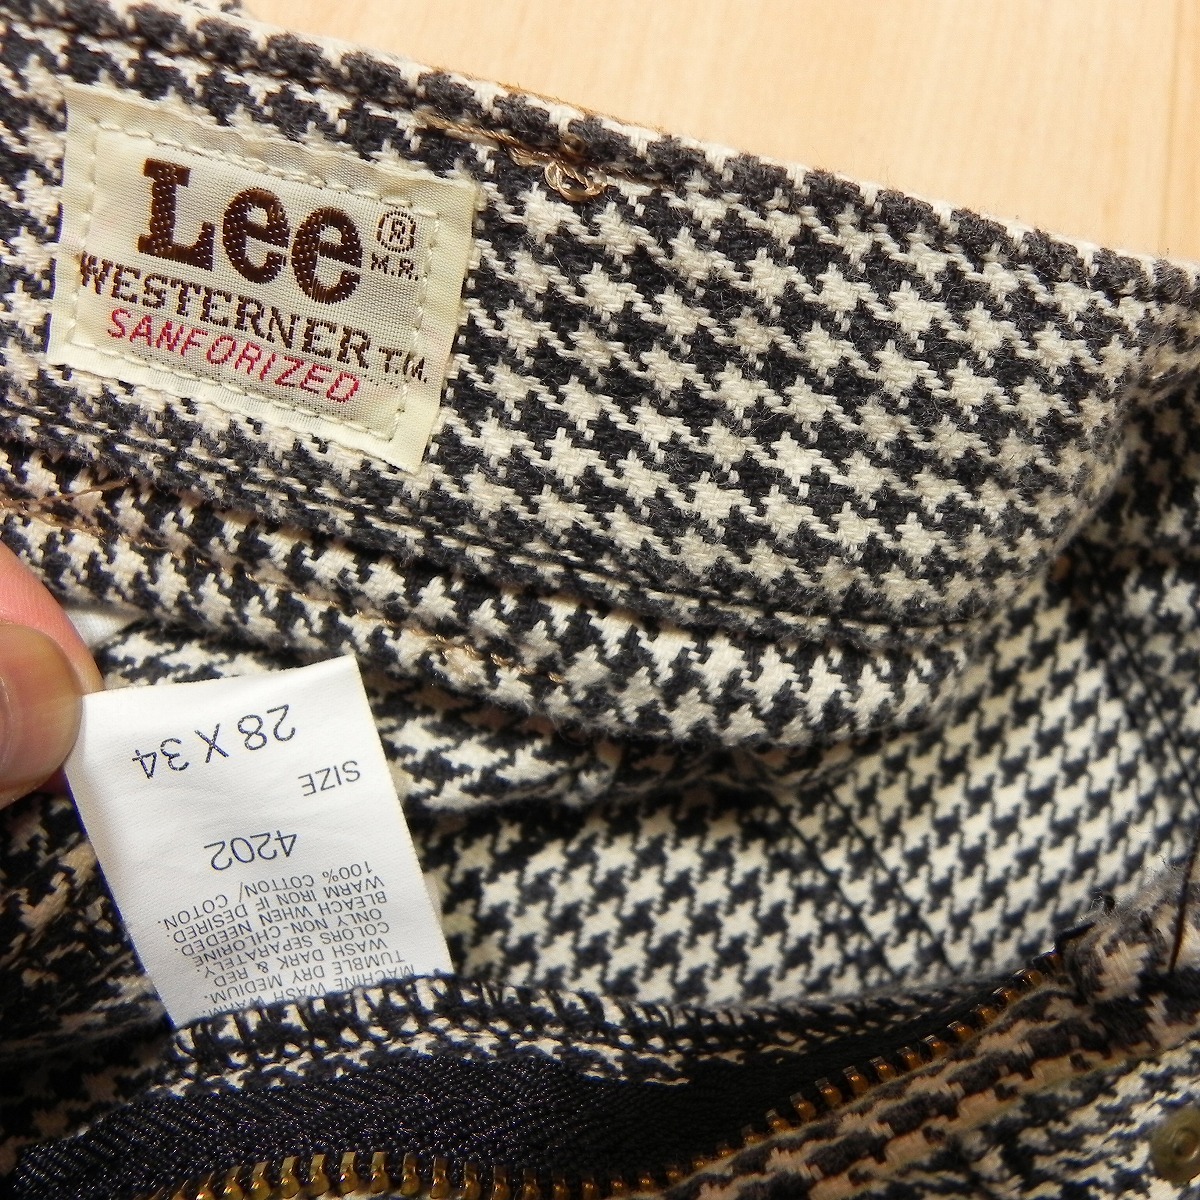 Lee ® M.R.
WESTERNER T.M.
SANFORIZED
MACHINE WASH WARM.
TUMBLE DRY MEDIUM.
WASH DARK & RED
COLORS SEPARATELY.
ONLY NON-CHLORINE
BLEACH WHEN NEEDED
WARM IRON IF DESIRED.
100% COTTON/ COTON.
4202
SIZE
28 X 34